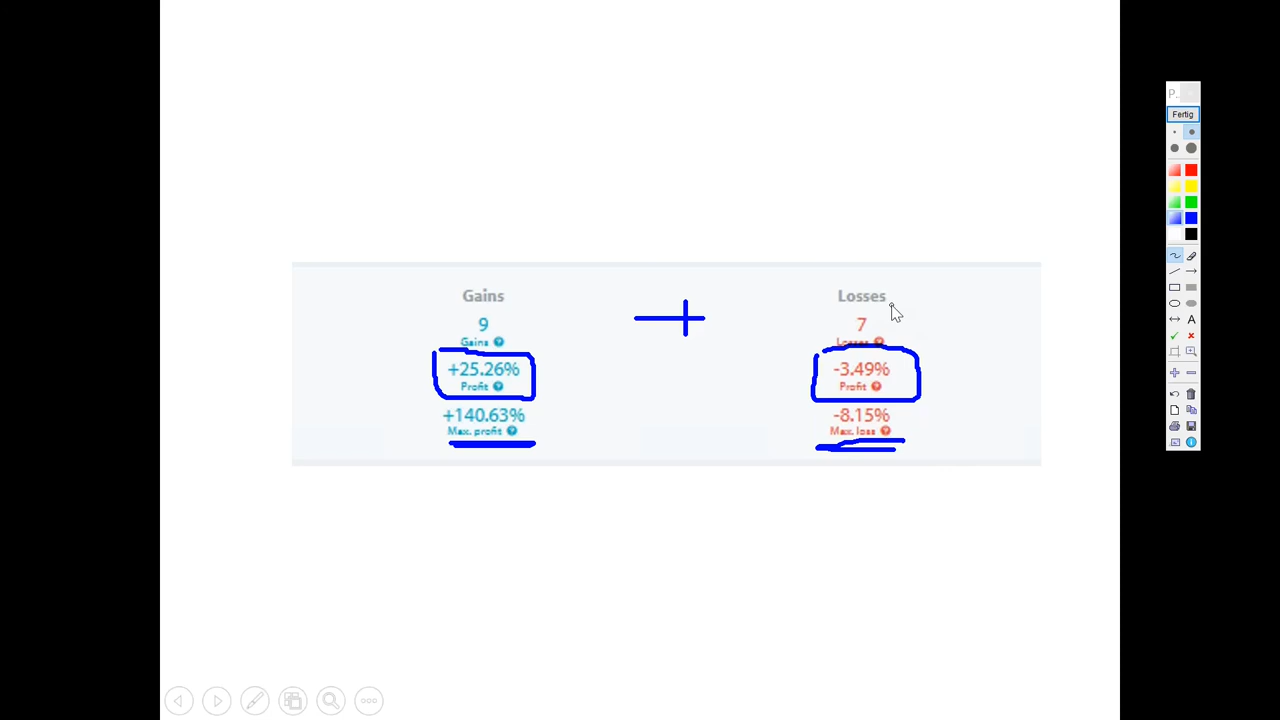 P..
Fertig
Gains
9
Gains ?
+25.26%
Profit ?
+140.63%
Max. profit ?
Losses
7
Losses ?
-3.49%
Profit ?
-8.15%
Max. loss ?
A